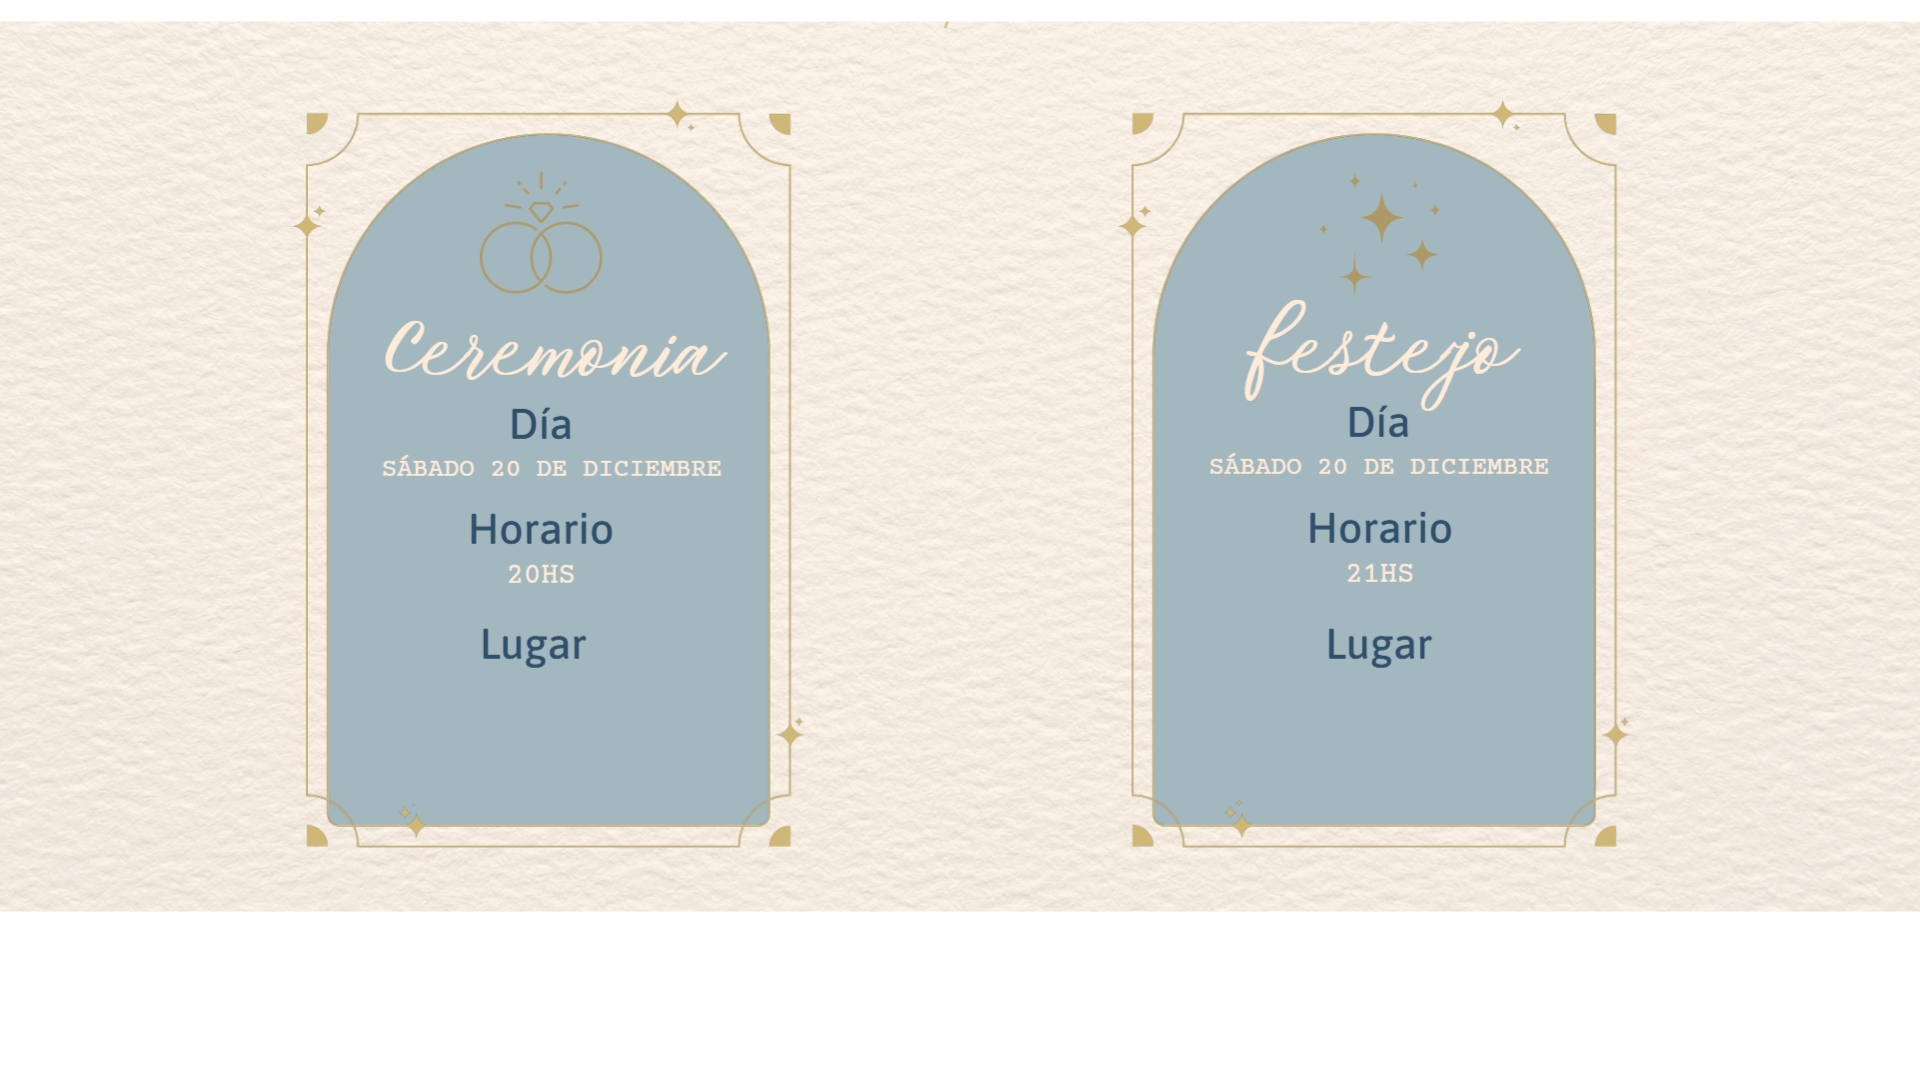 Ceremonia
Día
SÁBADO 20 DE DICIEMBRE
Horario
20HS
Lugar
festejo
Día
SÁBADO 20 DE DICIEMBRE
Horario
21HS
Lugar